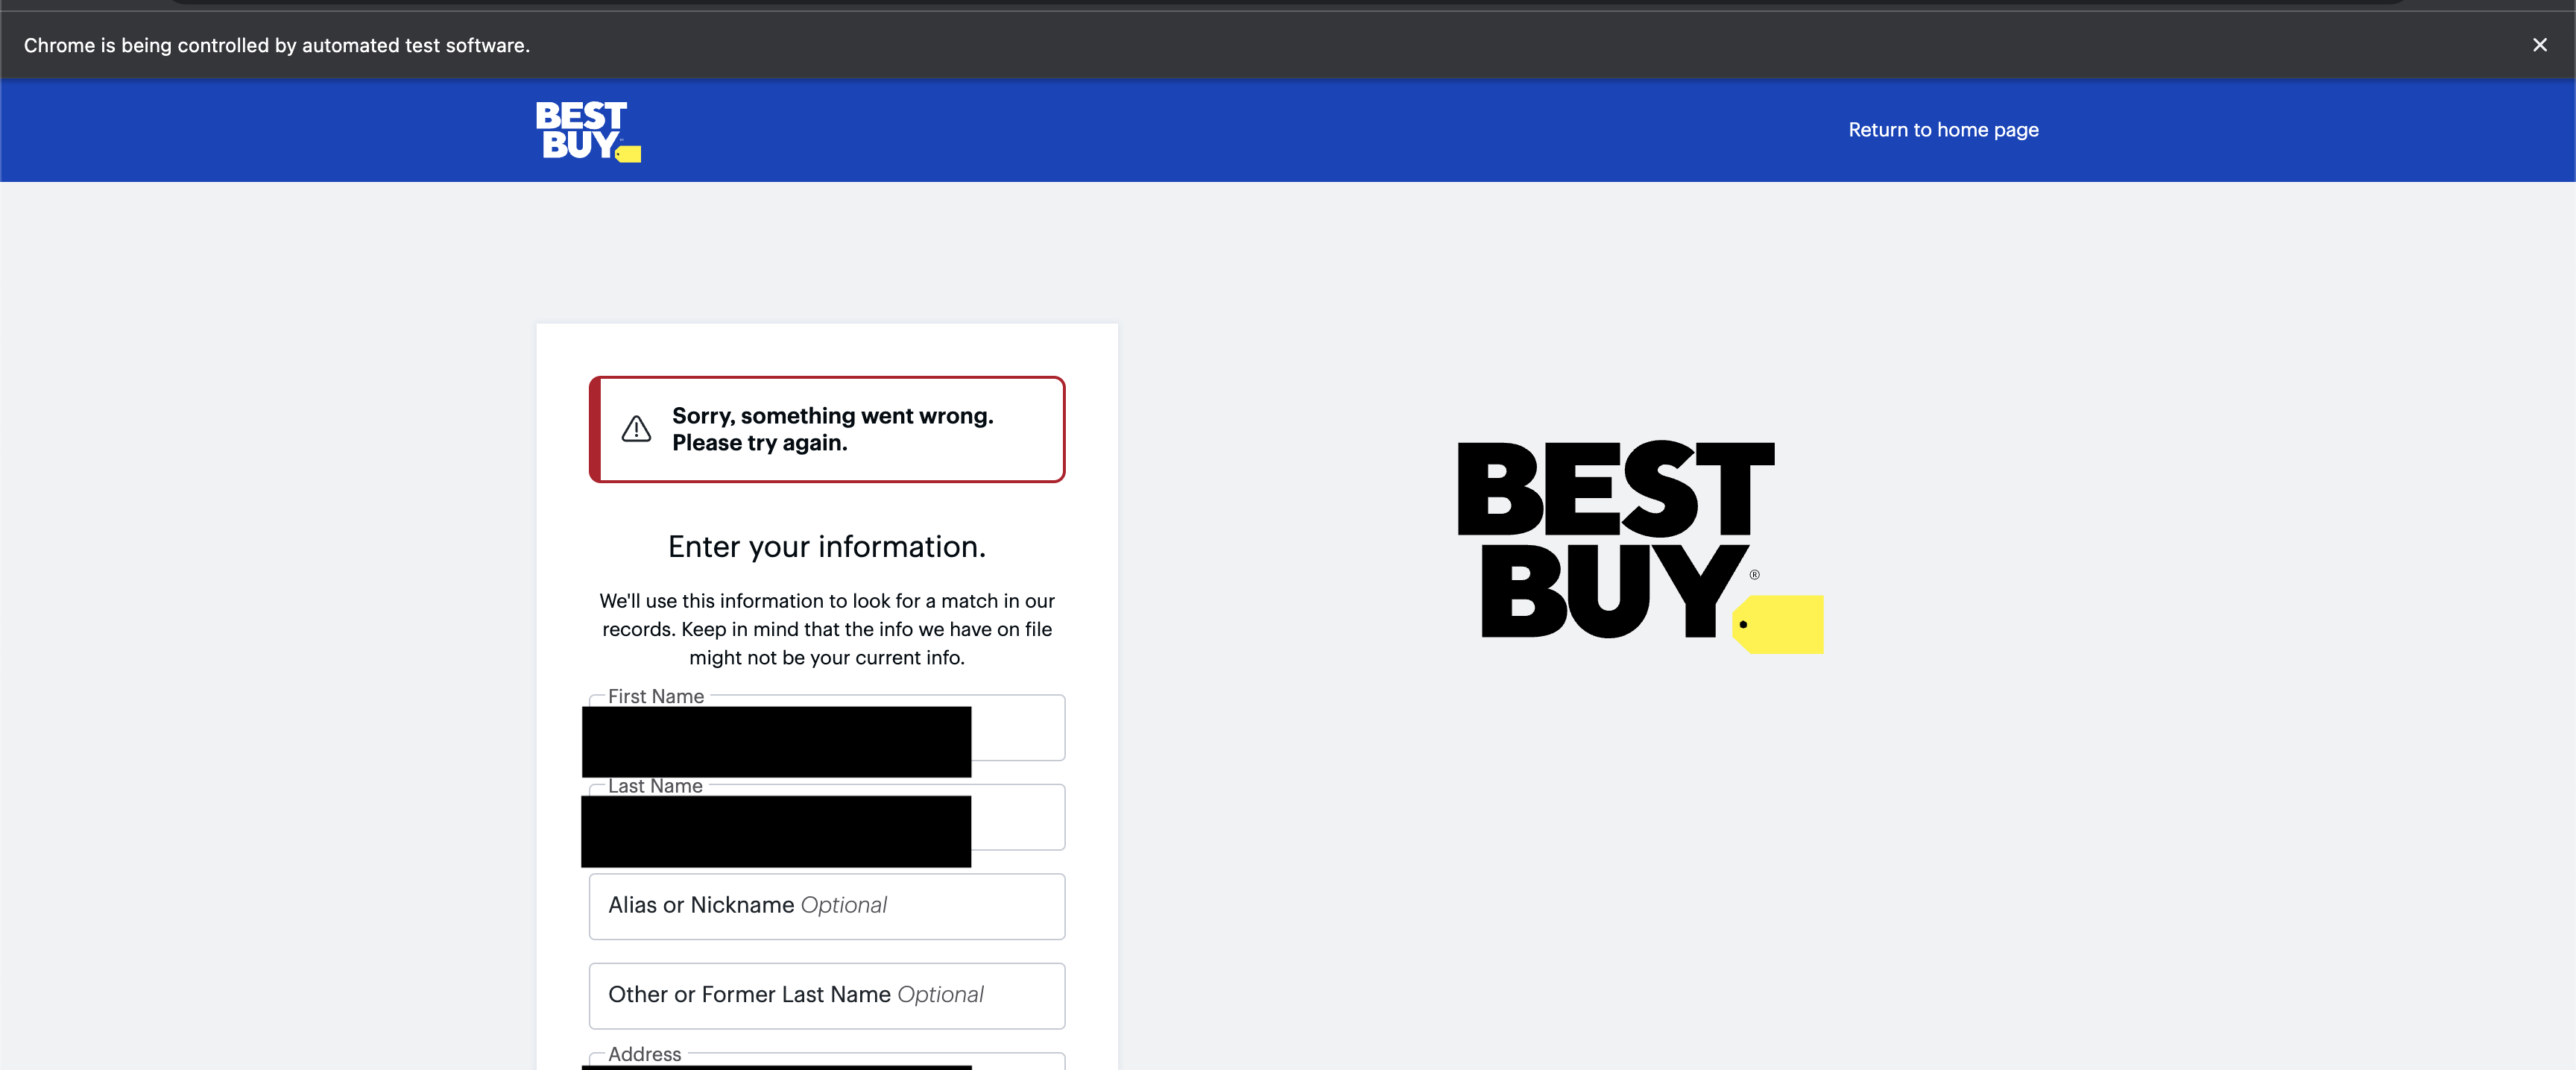 Chrome is being controlled by automated test software.
BEST
BUY
Return to home page
Sorry, something went wrong.
Please try again.
Enter your information.
We'll use this information to look for a match in our
records. Keep in mind that the info we have on file
might not be your current info.
First Name
Last Name
Alias or Nickname Optional
Other or Former Last Name Optional
Address
BEST
BUY®